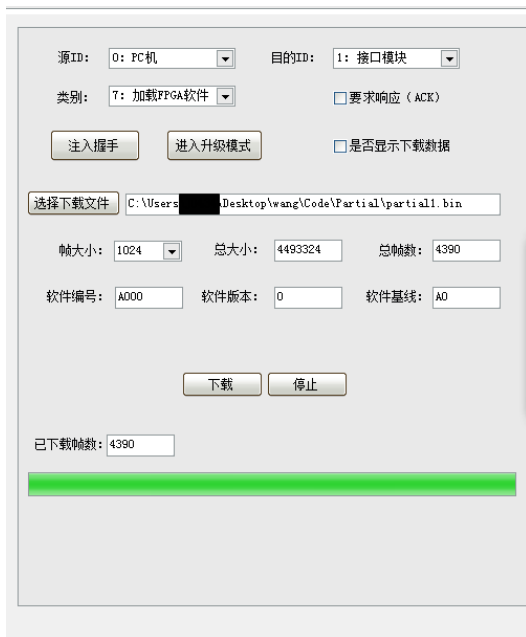 源ID: 0: PC机 目的ID: 1: 接口模块
类别: 7: 加载FPGA软件 要求响应（ACK）
注入握手 进入升级模式 是否显示下载数据
选择下载文件 C:\Users \Desktop\wang\Code\Partial\partial1.bin
帧大小: 1024 总大小: 4493324 总帧数: 4390
软件编号: A000 软件版本: 0 软件基线: A0
下载 停止
已下载帧数: 4390